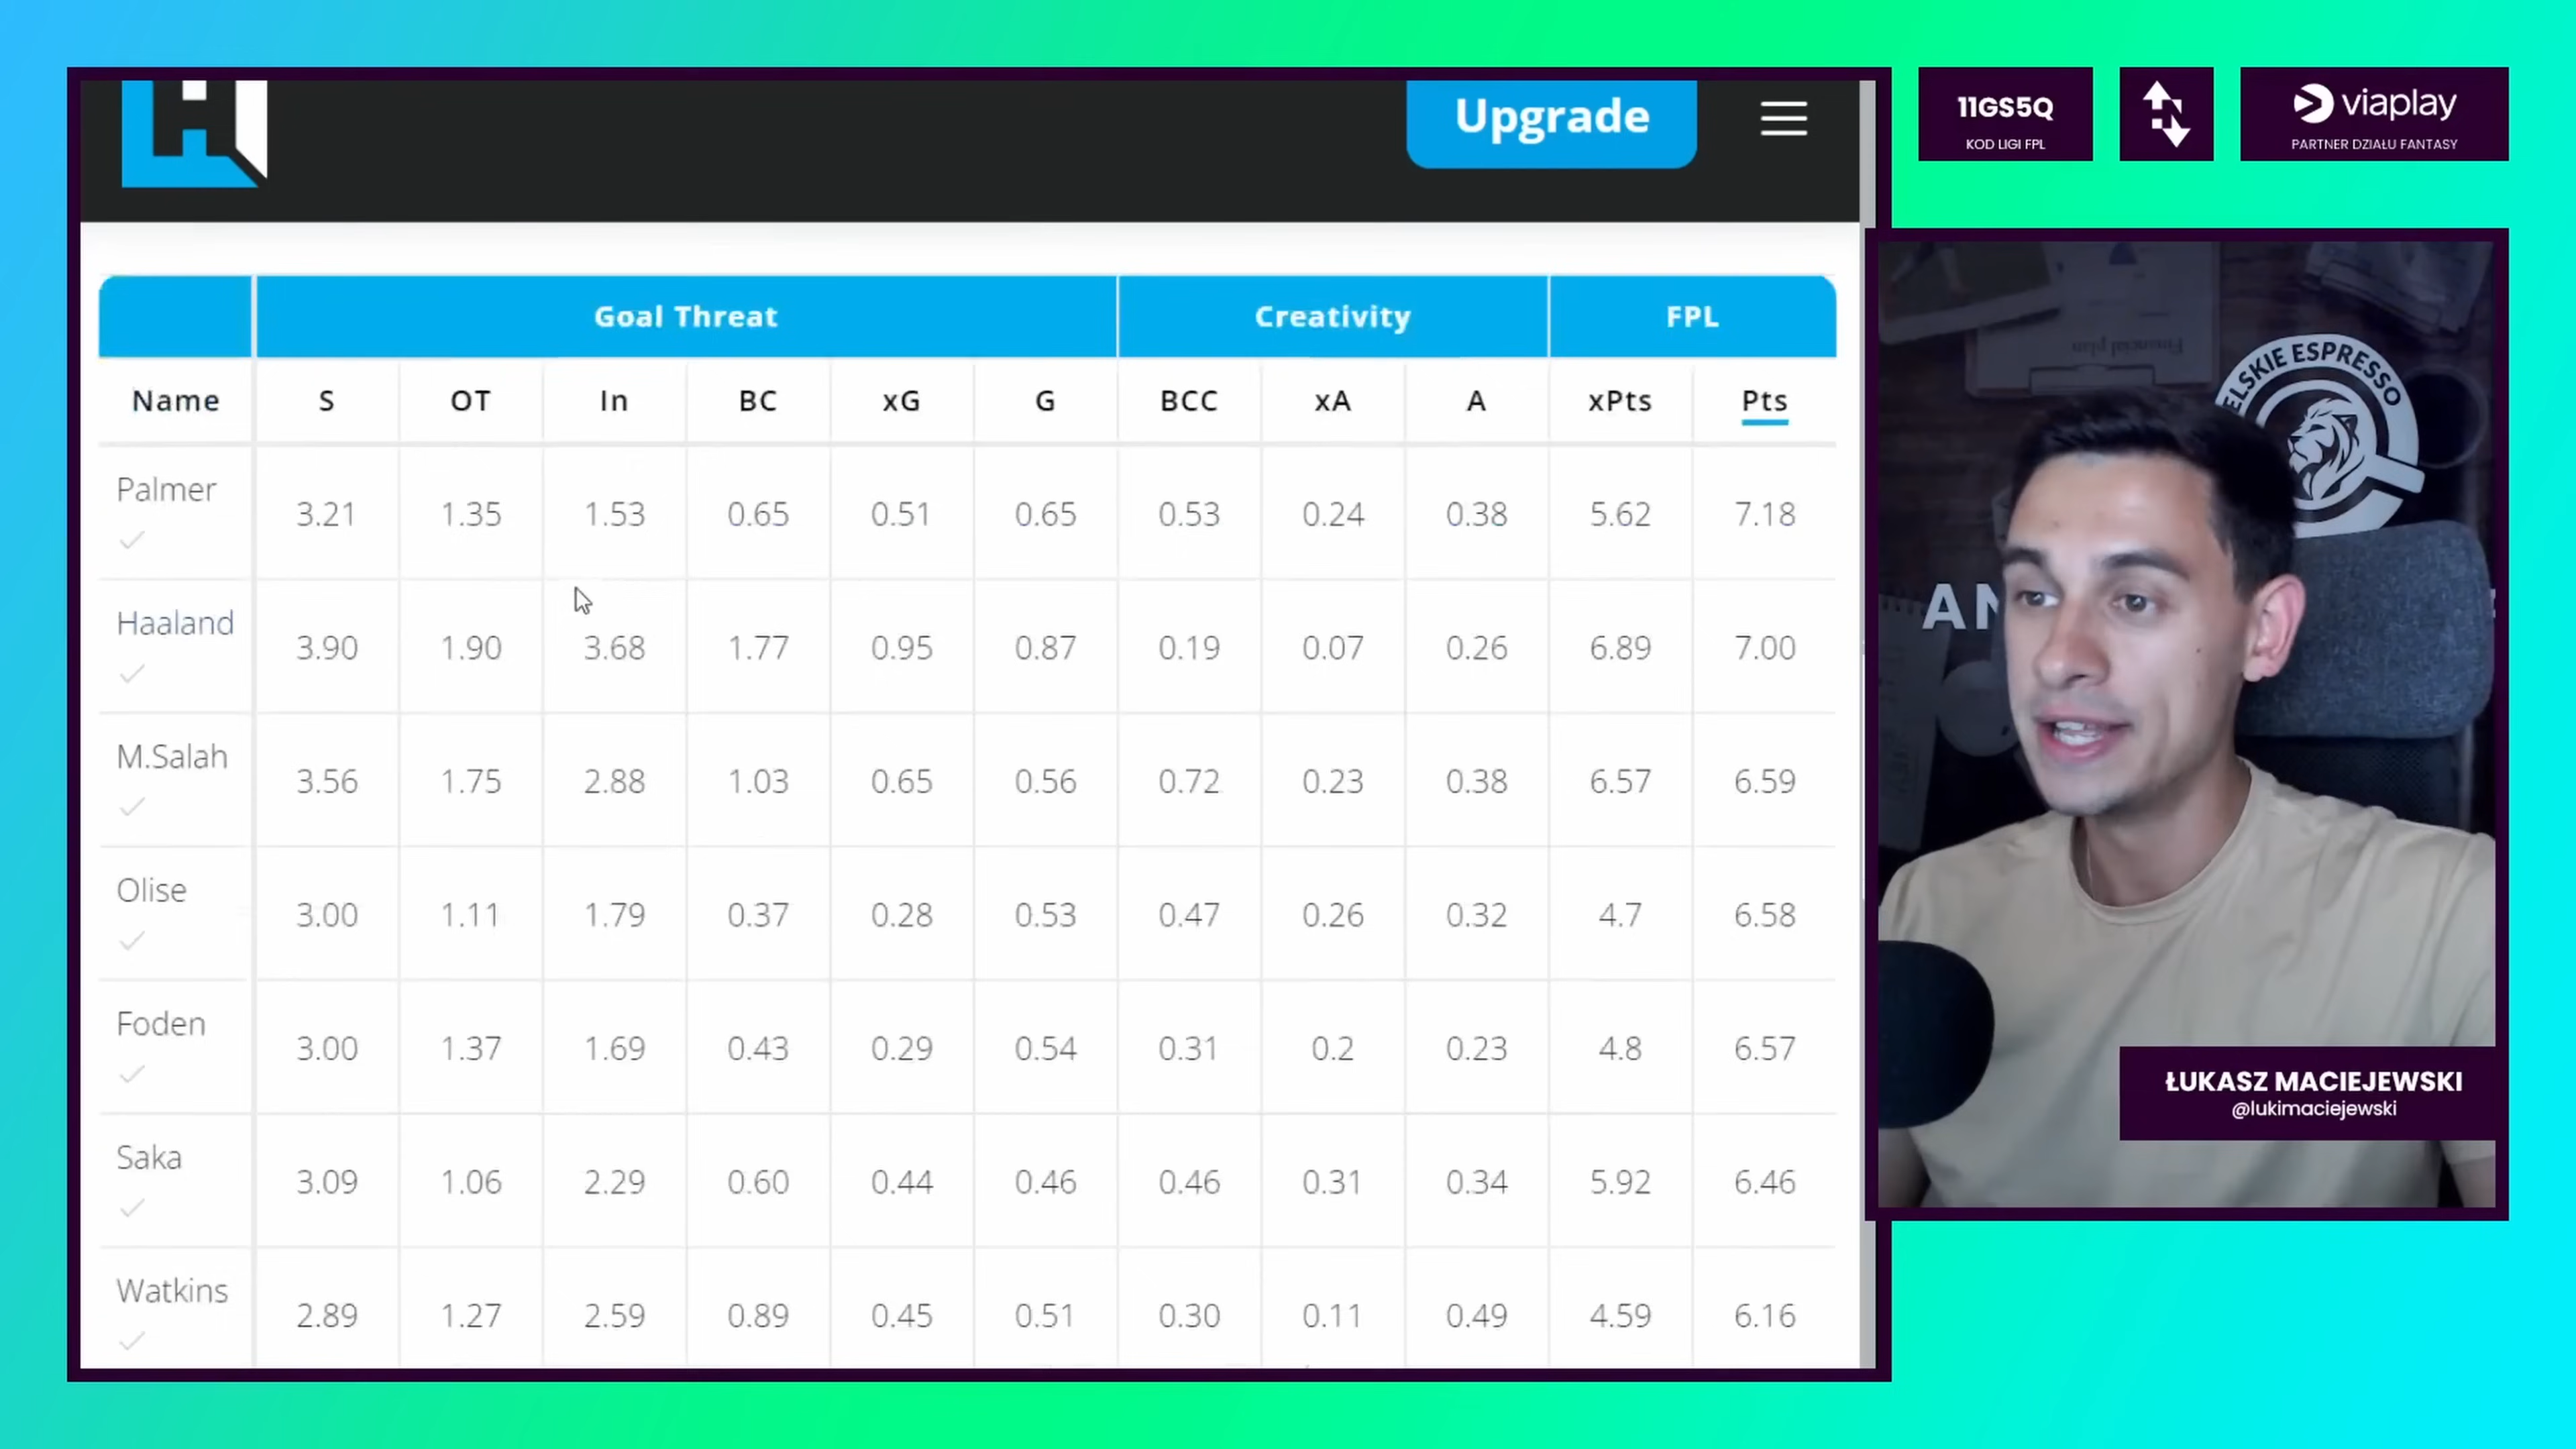 Upgrade
11GS5Q
KOD LIGI FPL
viaplay
PARTNER DZIAŁU FANTASY
Goal Threat Creativity FPL
Name S OT In BC xG G BCC xA A xPts Pts
Palmer 3.21 1.35 1.53 0.65 0.51 0.65 0.53 0.24 0.38 5.62 7.18
Haaland 3.90 1.90 3.68 1.77 0.95 0.87 0.19 0.07 0.26 6.89 7.00
M.Salah 3.56 1.75 2.88 1.03 0.65 0.56 0.72 0.23 0.38 6.57 6.59
Olise 3.00 1.11 1.79 0.37 0.28 0.53 0.47 0.26 0.32 4.7 6.58
Foden 3.00 1.37 1.69 0.43 0.29 0.54 0.31 0.2 0.23 4.8 6.57
Saka 3.09 1.06 2.29 0.60 0.44 0.46 0.46 0.31 0.34 5.92 6.46
Watkins 2.89 1.27 2.59 0.89 0.45 0.51 0.30 0.11 0.49 4.59 6.16
Financial plan
ELSKIE ESPRESSO
ŁUKASZ MACIEJEWSKI
@lukimaciejewski